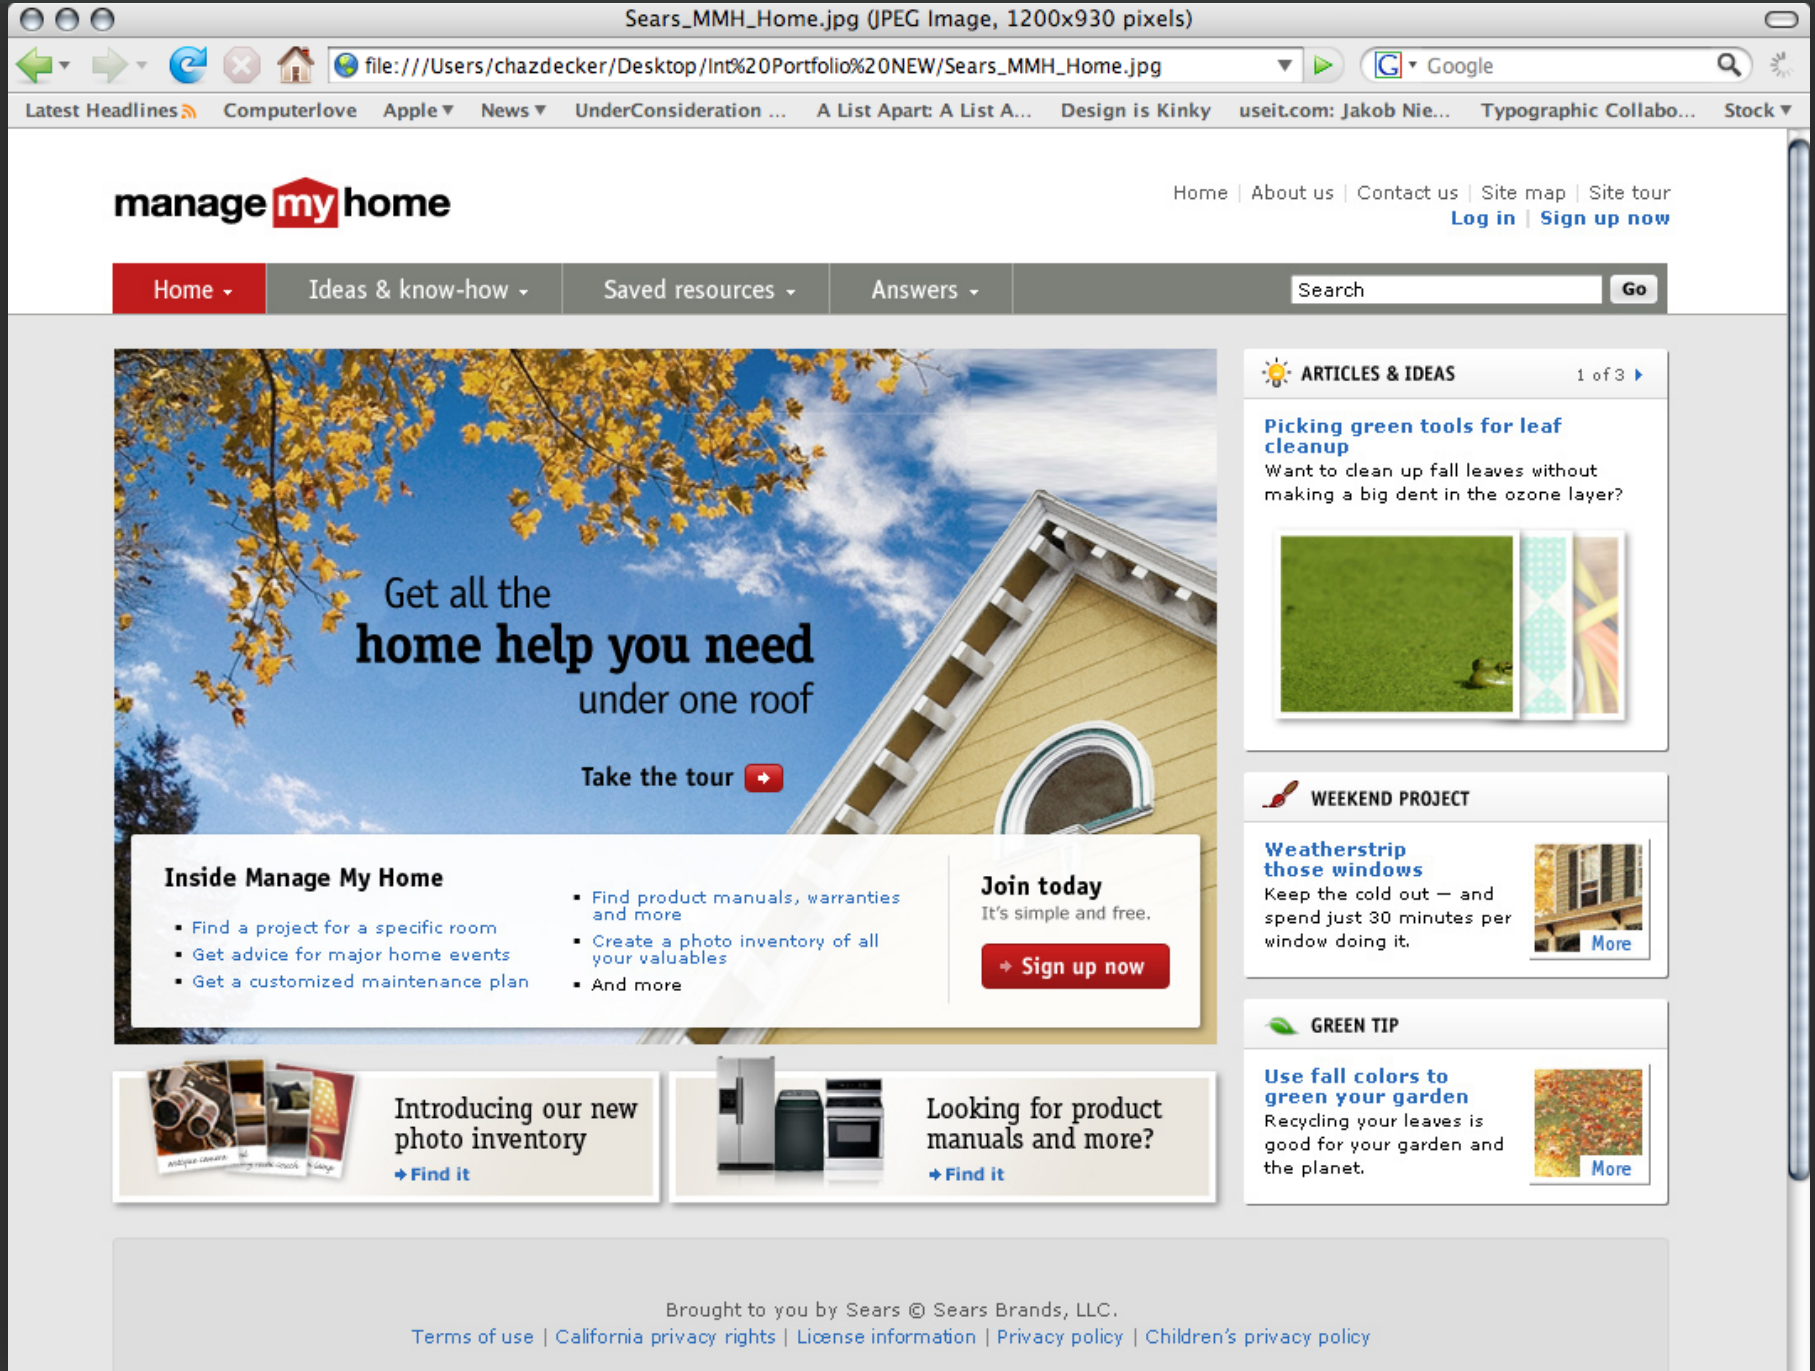 Sears_MMH_Home.jpg (JPEG Image, 1200x930 pixels)
file:///Users/chazdecker/Desktop/Int%20Portfolio%20NEW/Sears_MMH_Home.jpg
G Google
Latest Headlines Computerlove Apple News UnderConsideration ... A List Apart: A List A... Design is Kinky useit.com: Jakob Nie... Typographic Collabo... Stock
manage my home
Home | About us | Contact us | Site map | Site tour
Log in | Sign up now
Home Ideas & know-how Saved resources Answers Search Go
Get all the
home help you need
under one roof
Take the tour
Inside Manage My Home
Find a project for a specific room
Get advice for major home events
Get a customized maintenance plan
Find product manuals, warranties
and more
Create a photo inventory of all
your valuables
And more
Join today
It's simple and free.
Sign up now
antique camera
Introducing our new
photo inventory
Find it
Looking for product
manuals and more?
Find it
ARTICLES & IDEAS 1 of 3
Picking green tools for leaf
cleanup
Want to clean up fall leaves without
making a big dent in the ozone layer?
WEEKEND PROJECT
Weatherstrip
those windows
Keep the cold out — and
spend just 30 minutes per
window doing it.
More
GREEN TIP
Use fall colors to
green your garden
Recycling your leaves is
good for your garden and
the planet.
More
Brought to you by Sears © Sears Brands, LLC.
Terms of use | California privacy rights | License information | Privacy policy | Children's privacy policy